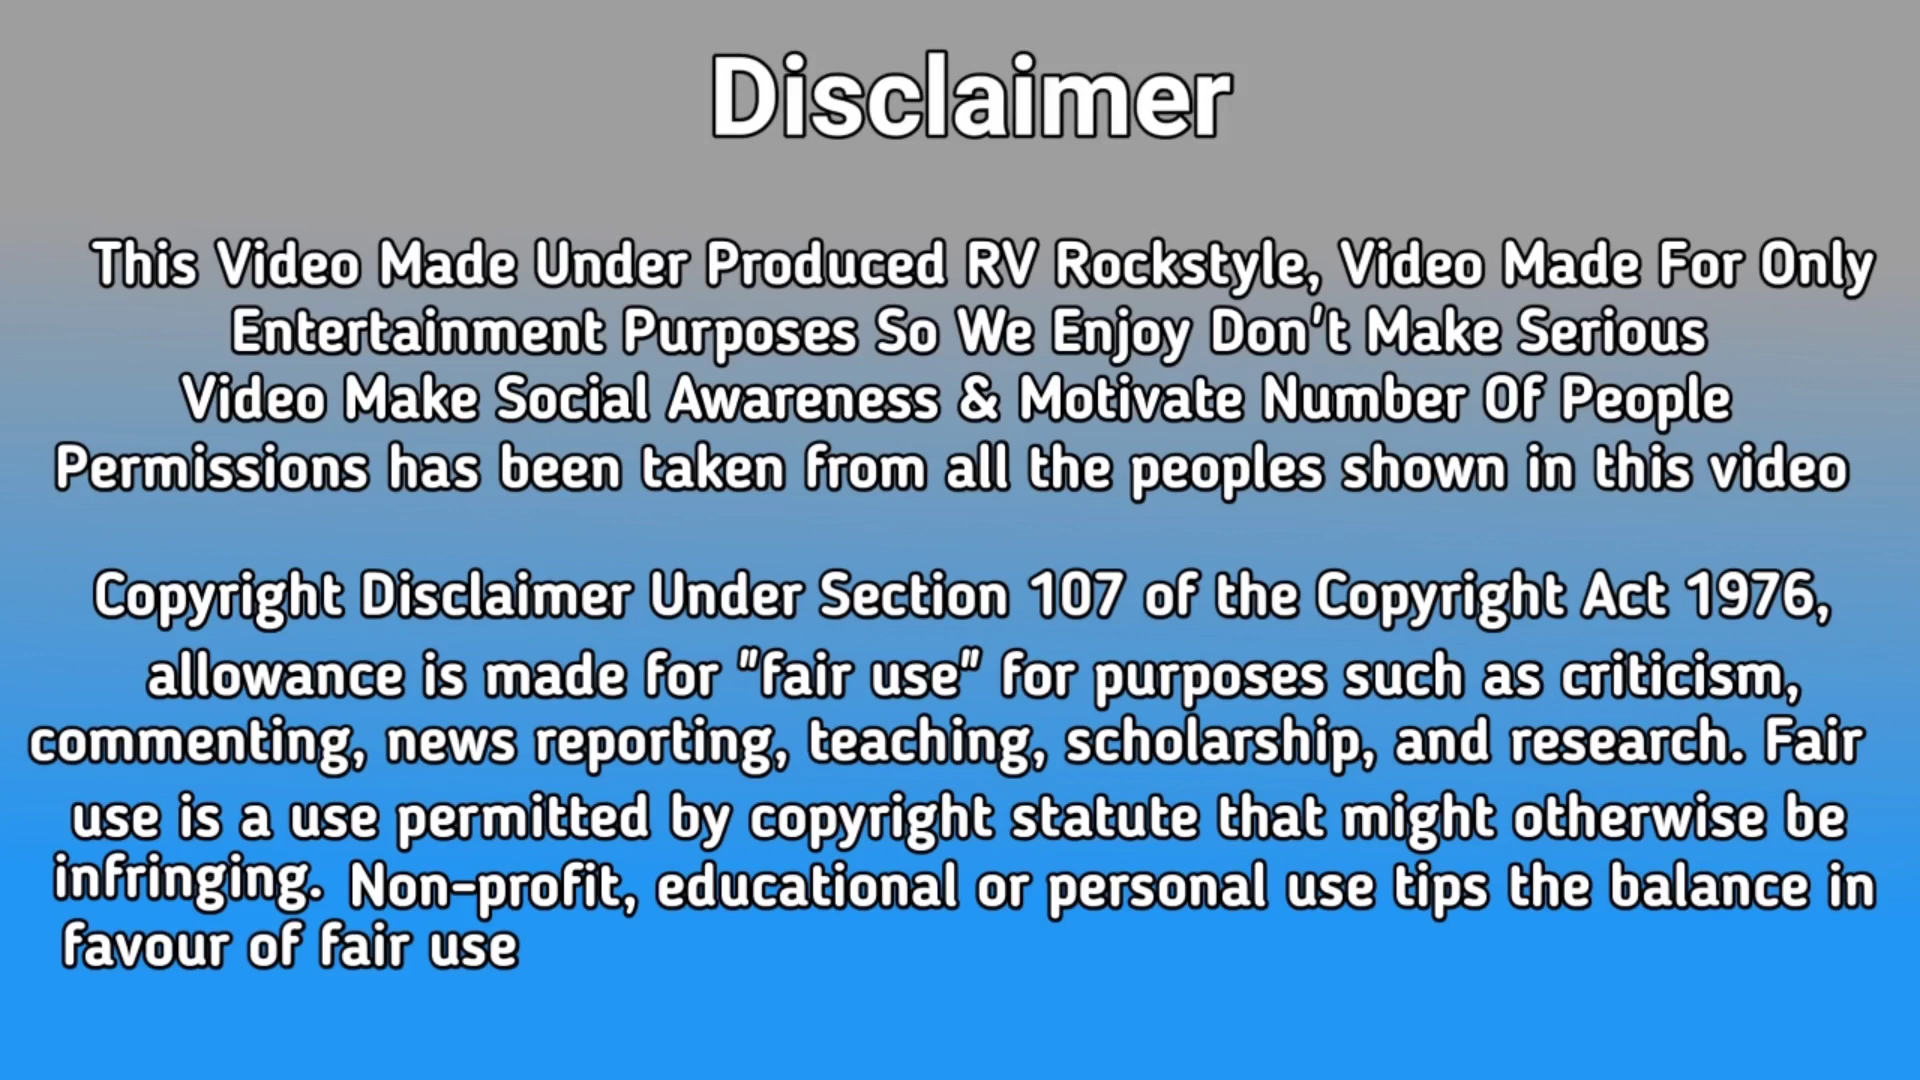 Disclaimer
This Video Made Under Produced RV Rockstyle, Video Made For Only
Entertainment Purposes So We Enjoy Don't Make Serious
Video Make Social Awareness & Motivate Number Of People
Permissions has been taken from all the peoples shown in this video
Copyright Disclaimer Under Section 107 of the Copyright Act 1976,
allowance is made for "fair use" for purposes such as criticism,
commenting, news reporting, teaching, scholarship, and research. Fair
use is a use permitted by copyright statute that might otherwise be
infringing. Non-profit, educational or personal use tips the balance in
favour of fair use